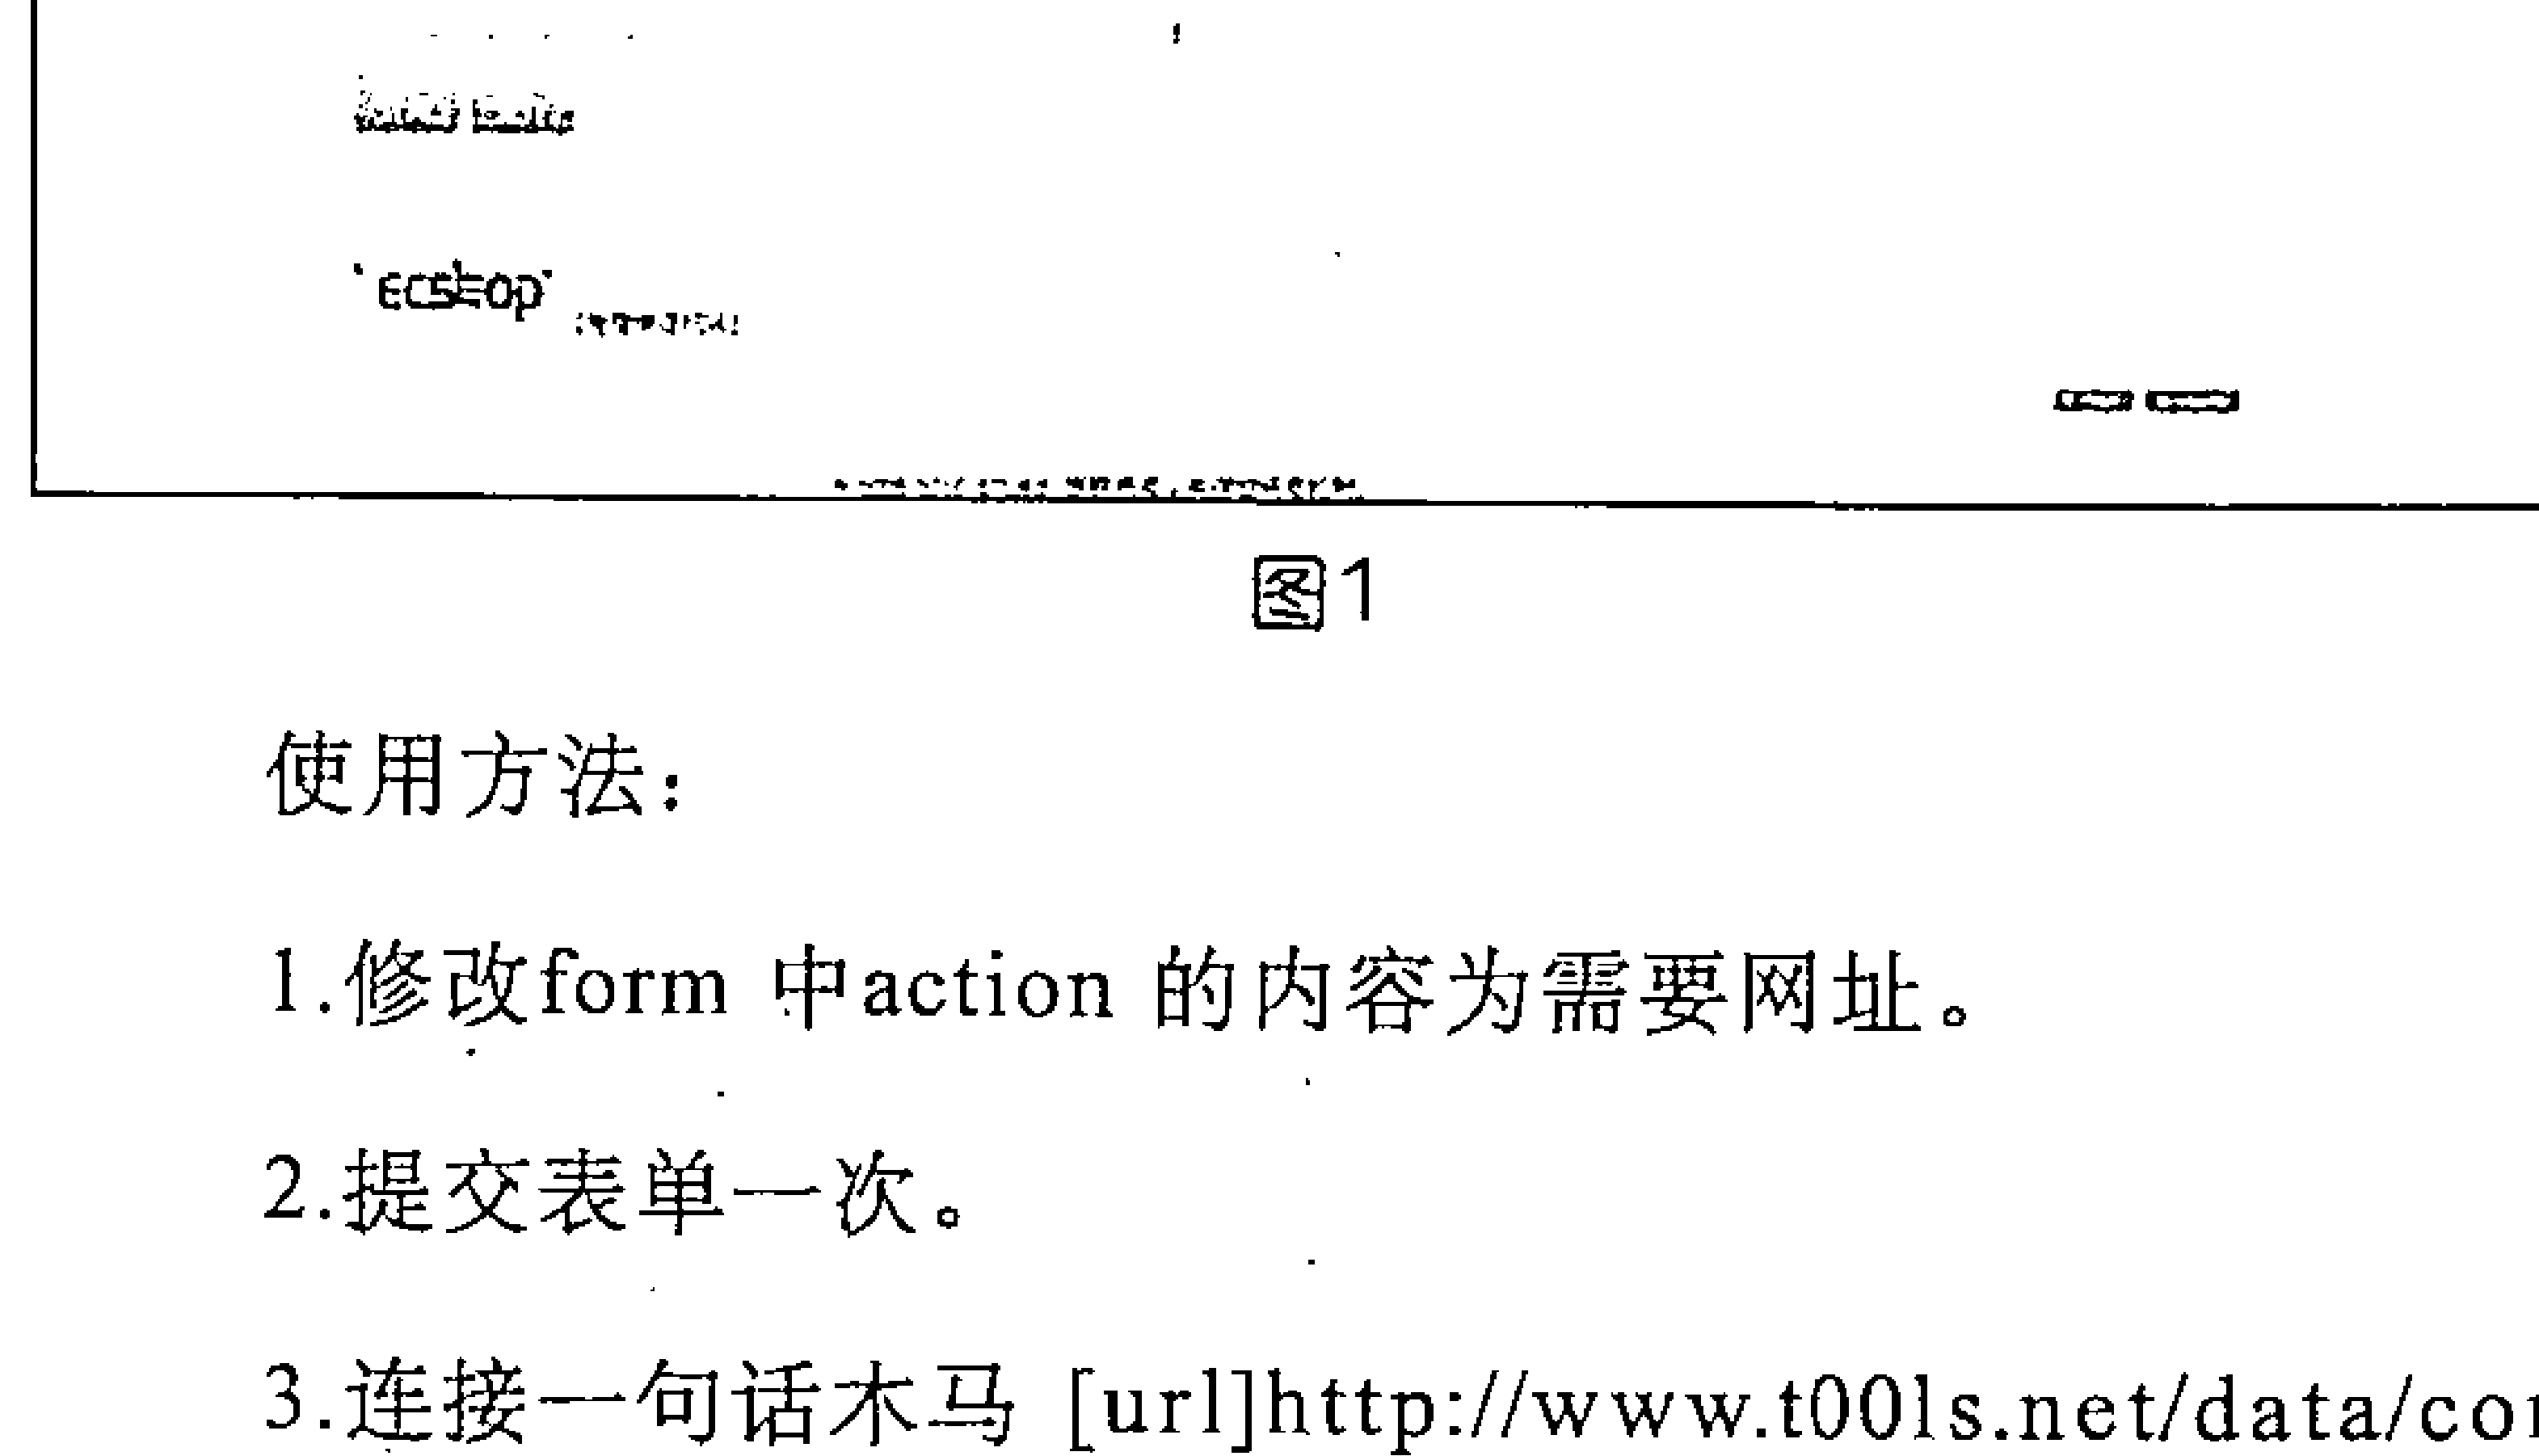 ecshop
图1
使用方法：
1.修改form 中action 的内容为需要网址。
2.提交表单一次。
3.连接一句话木马 [url]http://www.t00ls.net/data/con